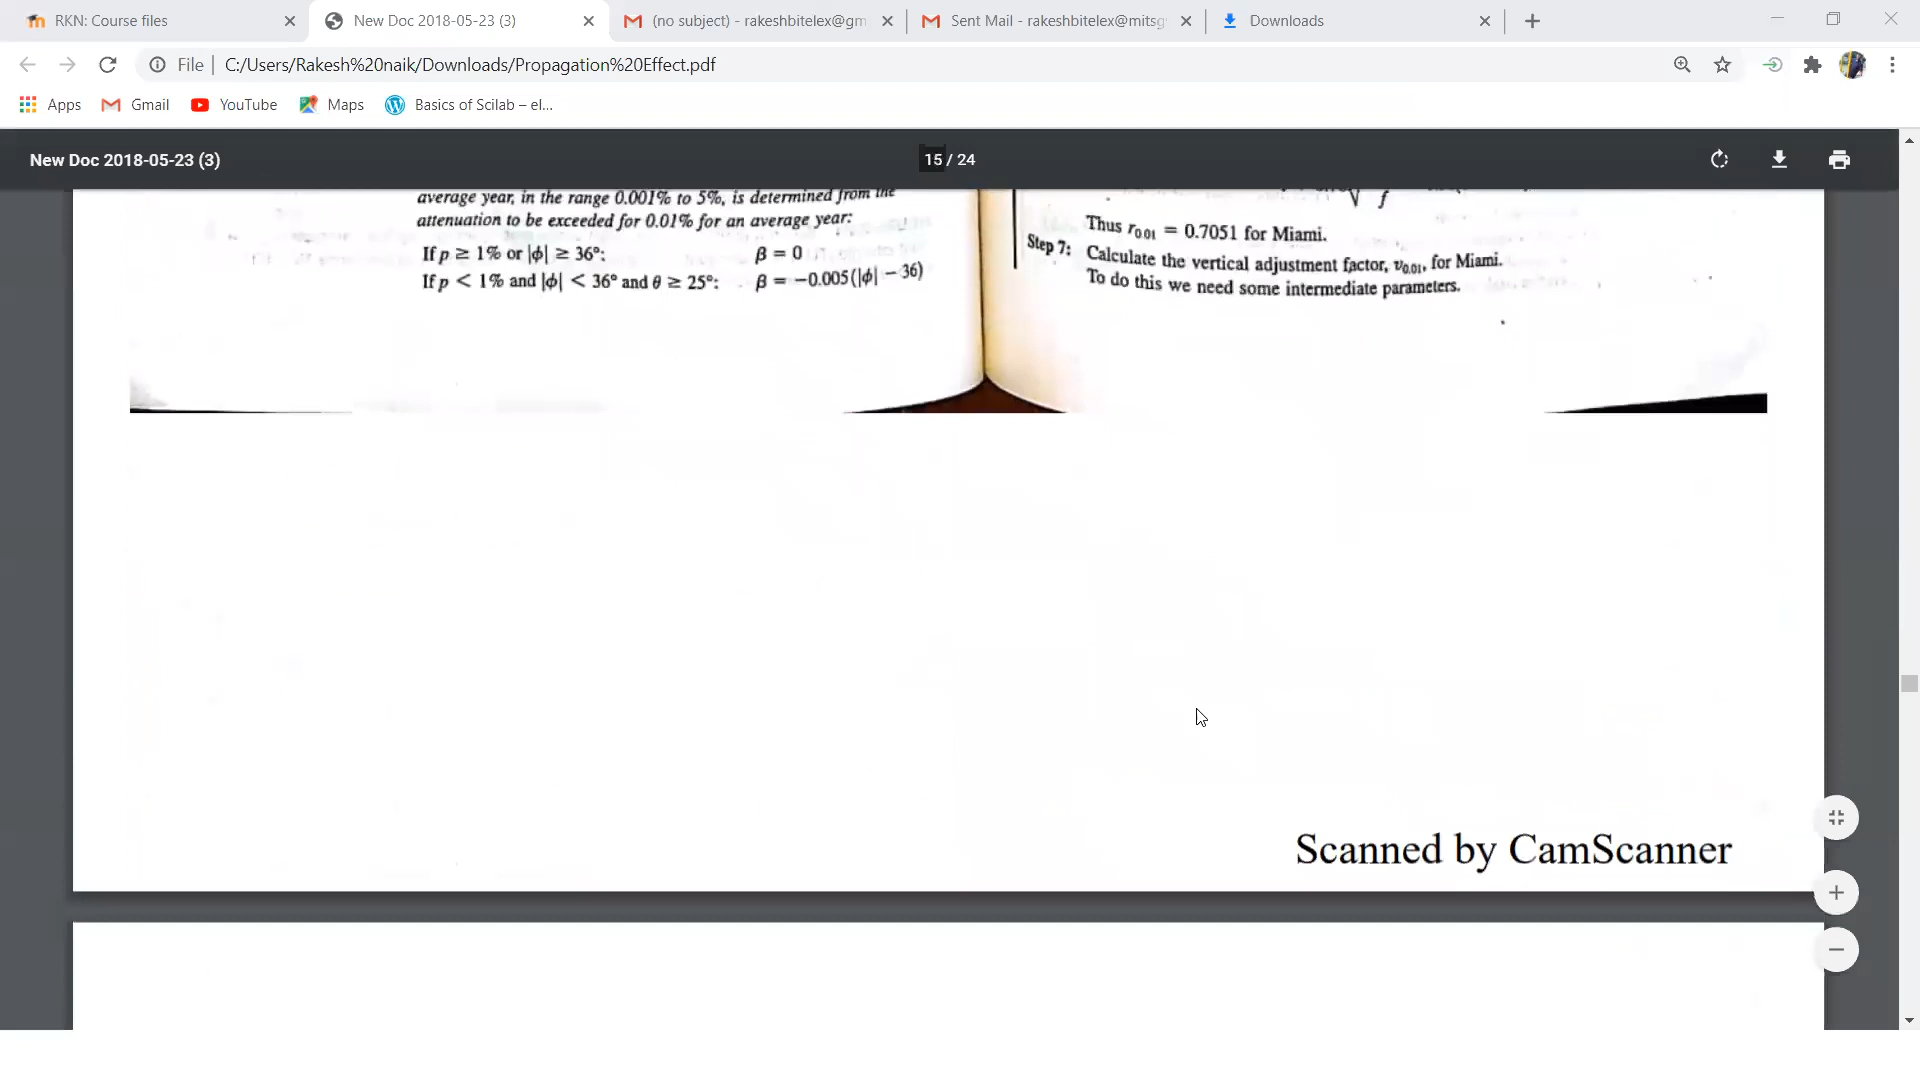 RKN: Course files
New Doc 2018-05-23 (3)
(no subject) - rakeshbitelex@gm
Sent Mail - rakeshbitelex@mitsg
Downloads
File C:/Users/Rakesh%20naik/Downloads/Propagation%20Effect.pdf
Apps Gmail YouTube Maps Basics of Scilab – el...
New Doc 2018-05-23 (3) 15 / 24
average year, in the range 0.001% to 5%, is determined from the
attenuation to be exceeded for 0.01% for an average year:
If p ≥ 1% or |ϕ| ≥ 36°: β = 0
If p < 1% and |ϕ| < 36° and θ ≥ 25°: β = −0.005(|ϕ| − 36)
Thus r0.01 = 0.7051 for Miami.
Step 7: Calculate the vertical adjustment factor, v0.01, for Miami.
To do this we need some intermediate parameters.
Scanned by CamScanner